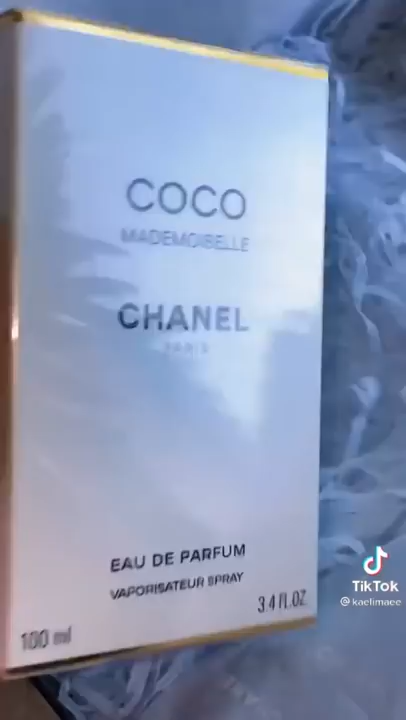 COCO
MADEMOISELLE
CHANEL
PARIS
EAU DE PARFUM
VAPORISATEUR SPRAY
100 ml
3.4 FL.OZ
TikTok
@kaelimaee